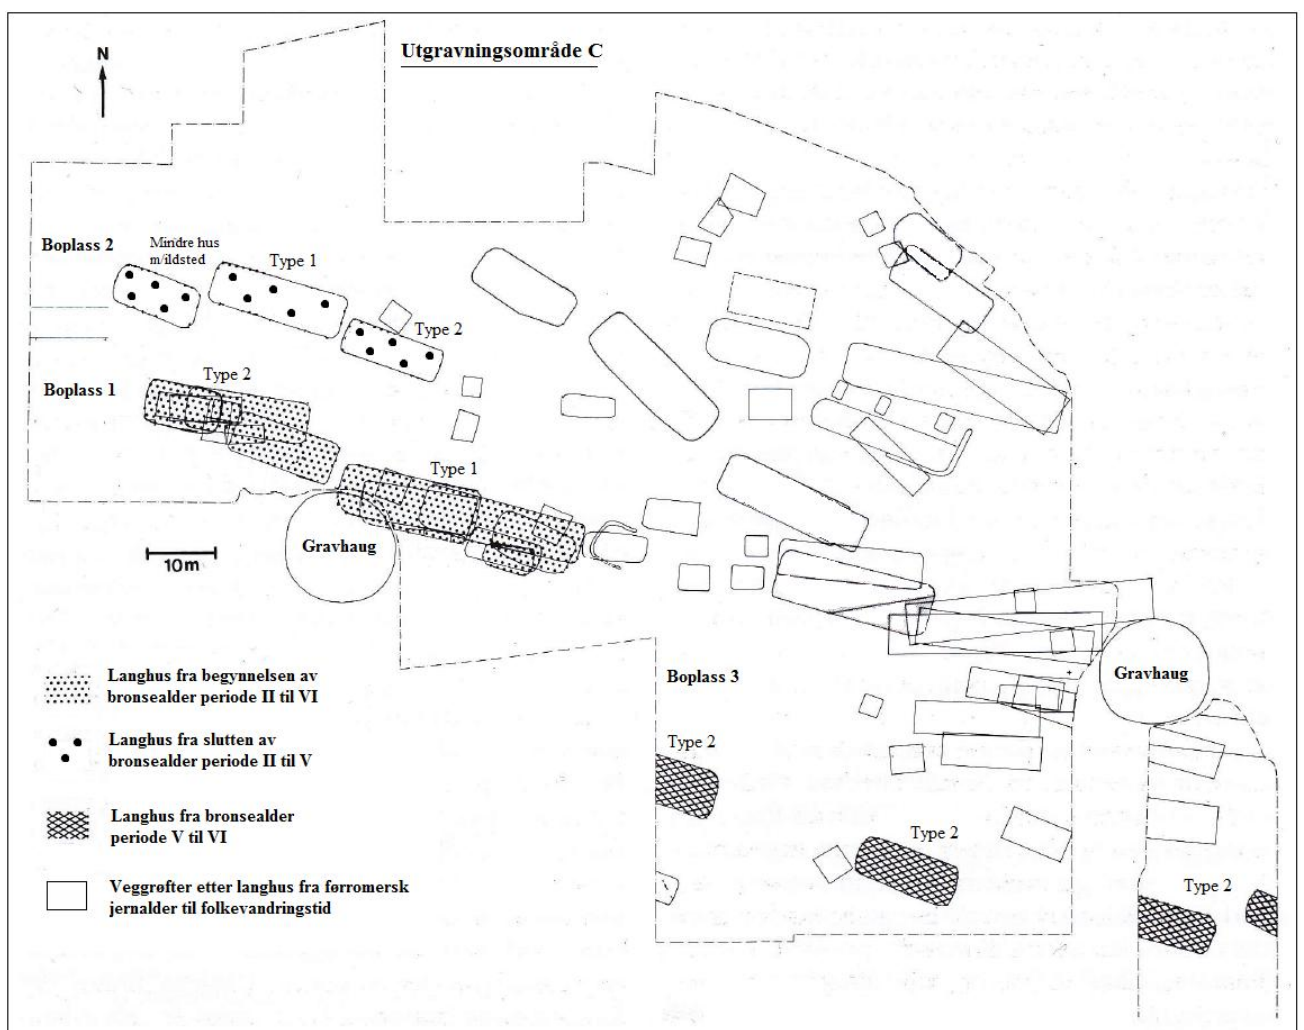 Utgravningsområde C
N
Boplass 2
Mindre hus
m/ildsted
Type 1
Type 2
Boplass 1
Type 2
Type 1
Gravhaug
10m
Boplass 3
Gravhaug
Type 2
Type 2
Type 2
Langhus fra begynnelsen av
bronsealder periode II til VI
Langhus fra slutten av
bronsealder periode II til V
Langhus fra bronsealder
periode V til VI
Veggrøfter etter langhus fra førromersk
jernalder til folkevandringstid